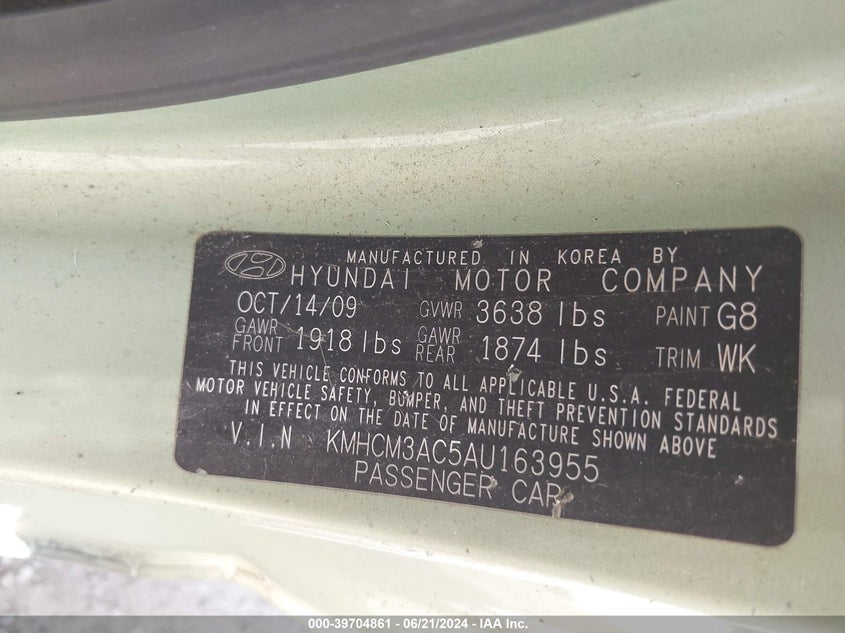 MANUFACTURED IN KOREA BY
HYUNDAI MOTOR COMPANY
OCT/14/09 GVWR 3638 lbs PAINT G8
GAWR FRONT 1918 lbs GAWR REAR 1874 lbs TRIM WK
THIS VEHICLE CONFORMS TO ALL APPLICABLE U.S.A. FEDERAL
MOTOR VEHICLE SAFETY, BUMPER, AND THEFT PREVENTION STANDARDS
IN EFFECT ON THE DATE OF MANUFACTURE SHOWN ABOVE
V.I.N KMHCM3AC5AU163955
PASSENGER CAR
000-39704861 - 06/21/2024 - IAA Inc.